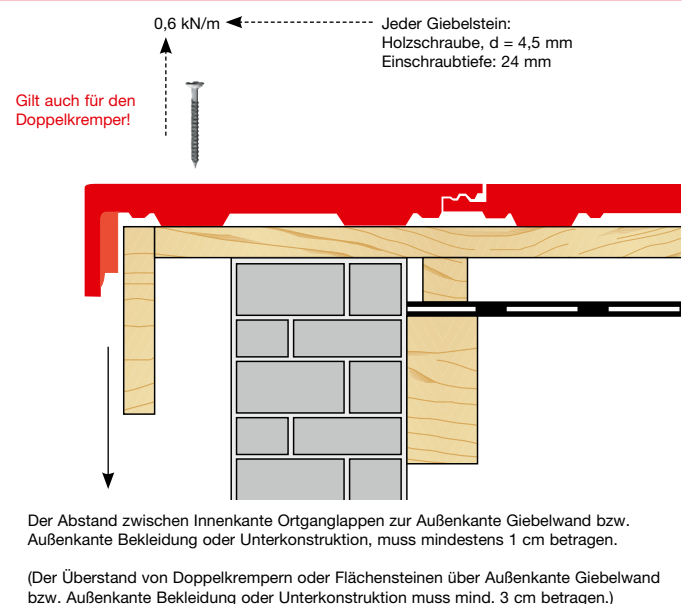 0,6 kN/m
Jeder Giebelstein:
Holzschraube, d = 4,5 mm
Einschraubtiefe: 24 mm
Gilt auch für den
Doppelkremper!
Der Abstand zwischen Innenkante Ortganglappen zur Außenkante Giebelwand bzw.
Außenkante Bekleidung oder Unterkonstruktion, muss mindestens 1 cm betragen.
(Der Überstand von Doppelkrempern oder Flächensteinen über Außenkante Giebelwand
bzw. Außenkante Bekleidung oder Unterkonstruktion muss mind. 3 cm betragen.)